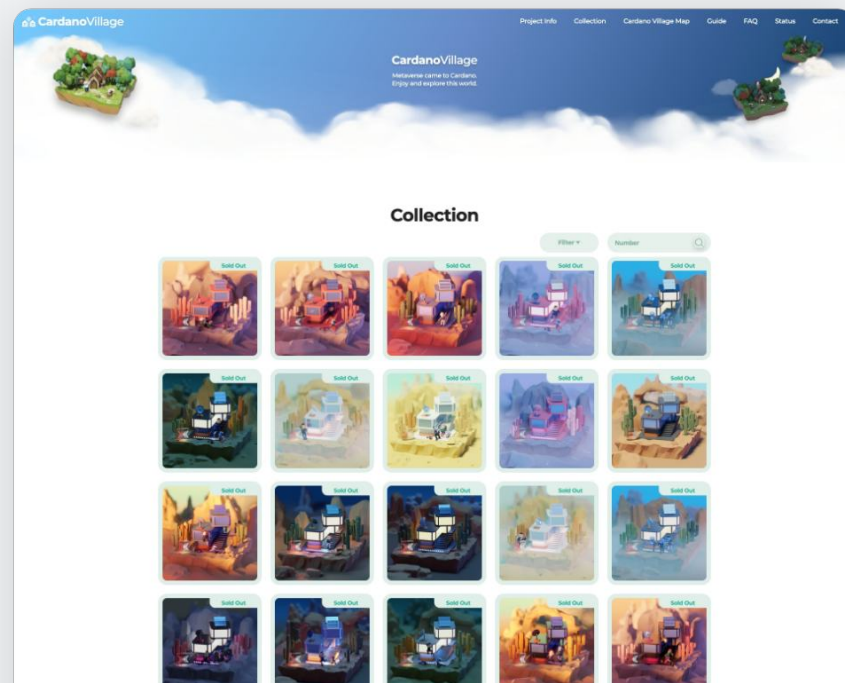 CardanoVillage
Project Info Collection Cardano Village Map Guide FAQ Status Contact
CardanoVillage
Metaverse came to Cardano.
Enjoy and explore this world.
Collection
Filter
Number
Sold Out Sold Out Sold Out Sold Out Sold Out
Sold Out Sold Out Sold Out Sold Out Sold Out
Sold Out Sold Out Sold Out Sold Out Sold Out
Sold Out Sold Out Sold Out Sold Out Sold Out